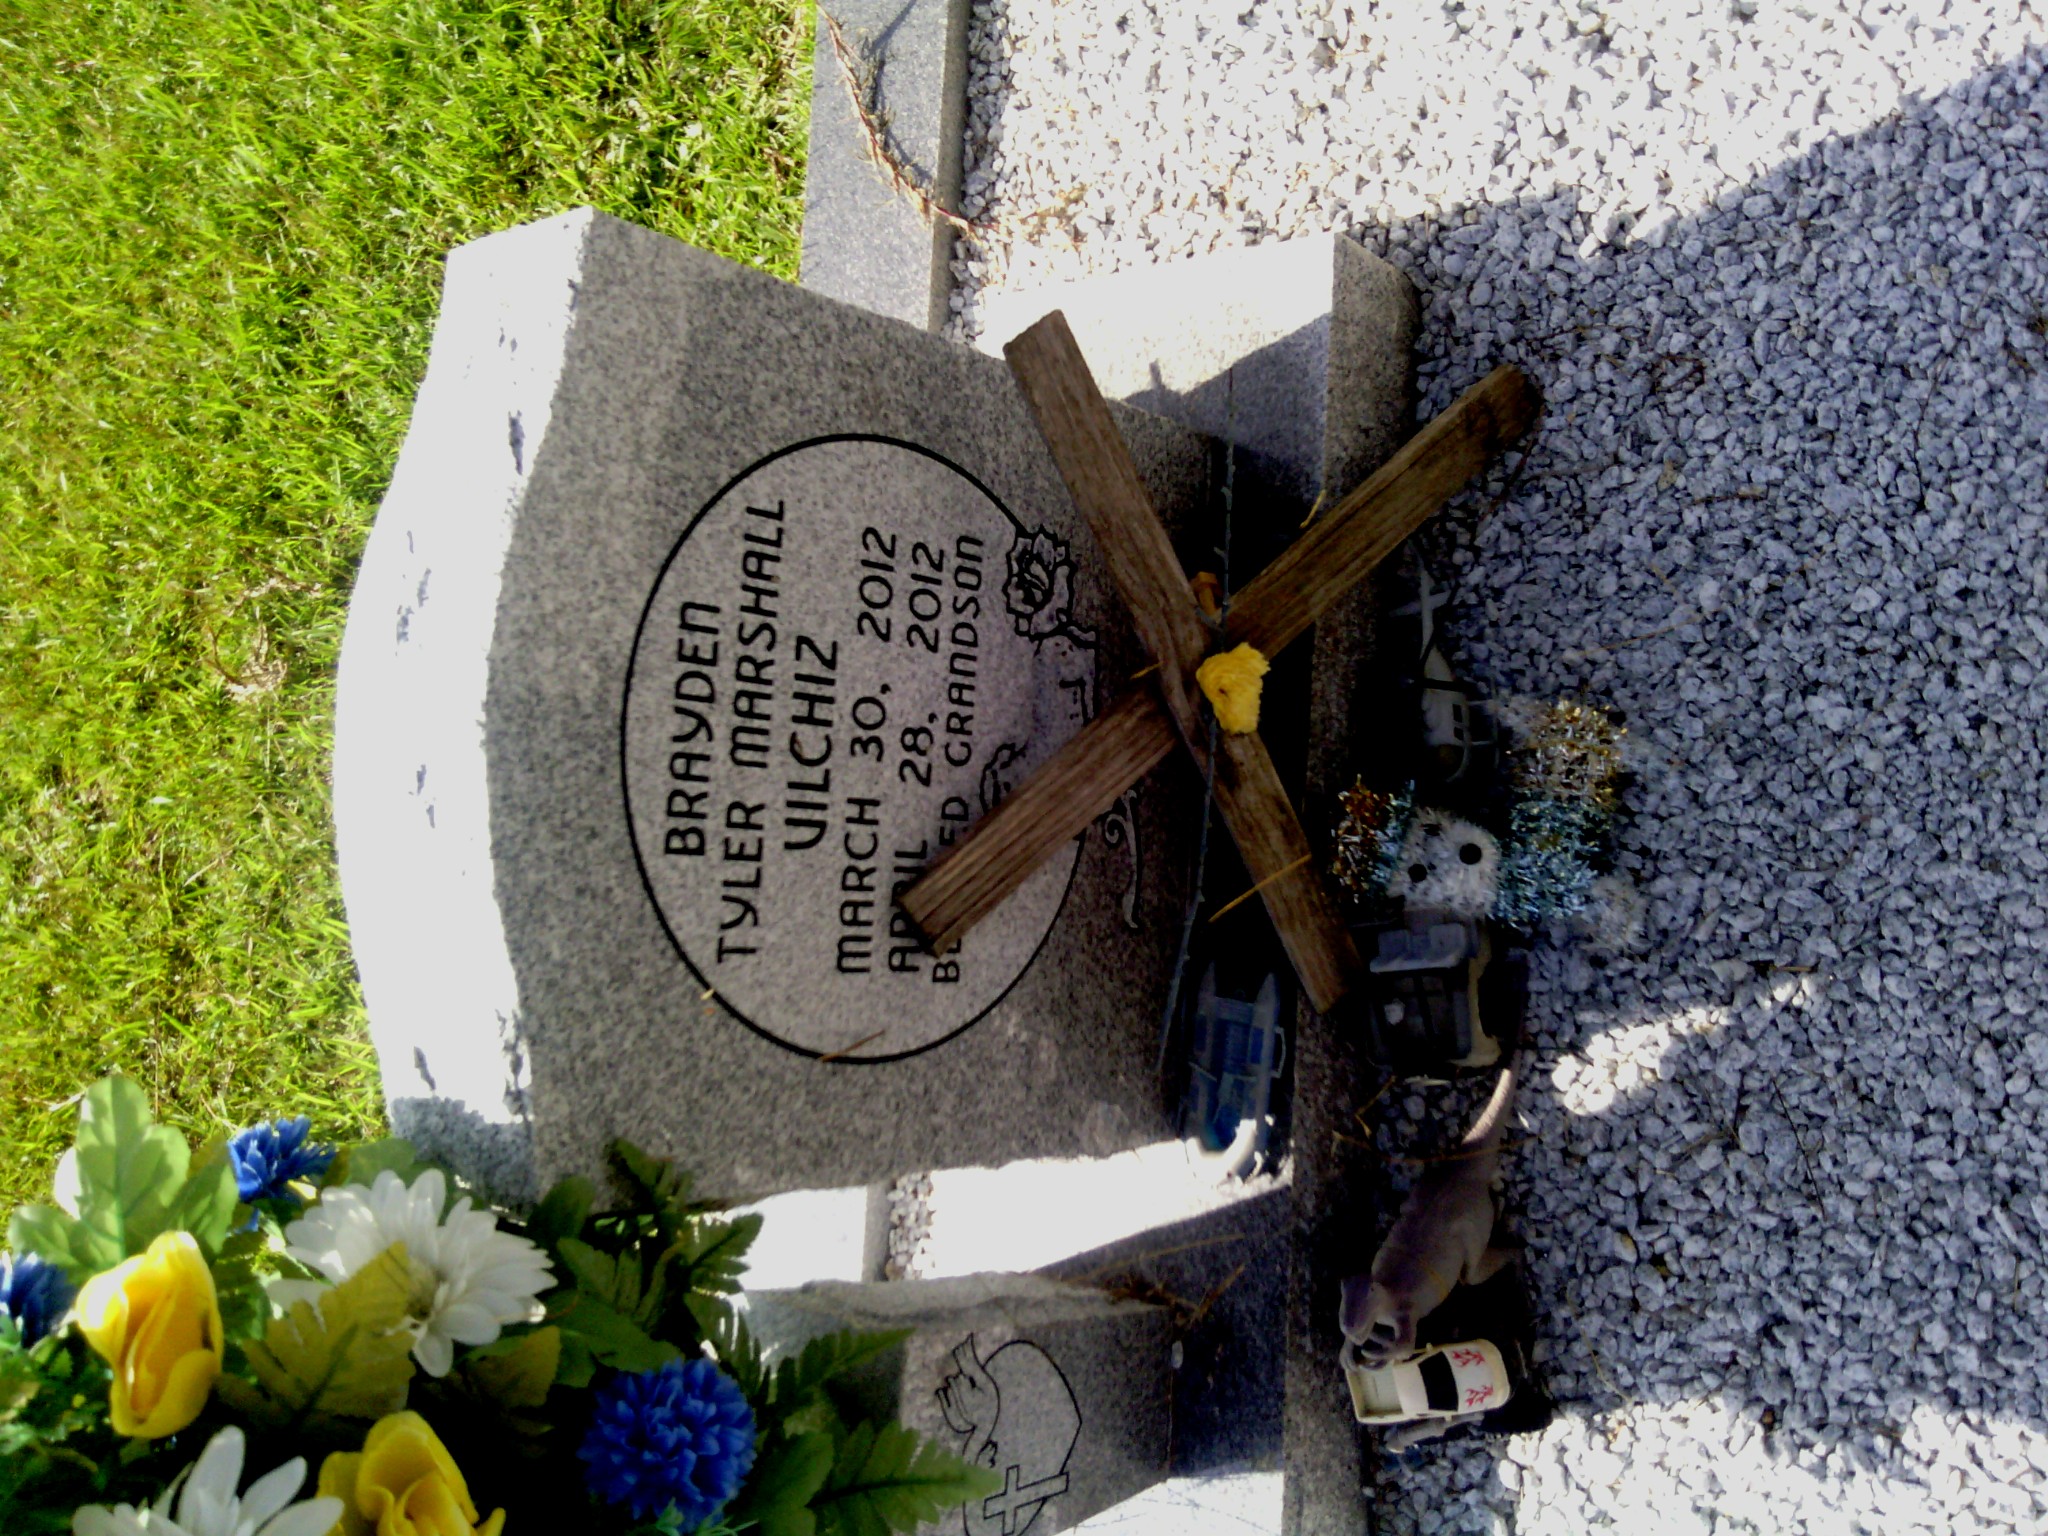 BRAYDEN
TYLER MARSHALL
VILCHIZ
MARCH 30, 2012
APRIL 28, 2012
GRANDSON